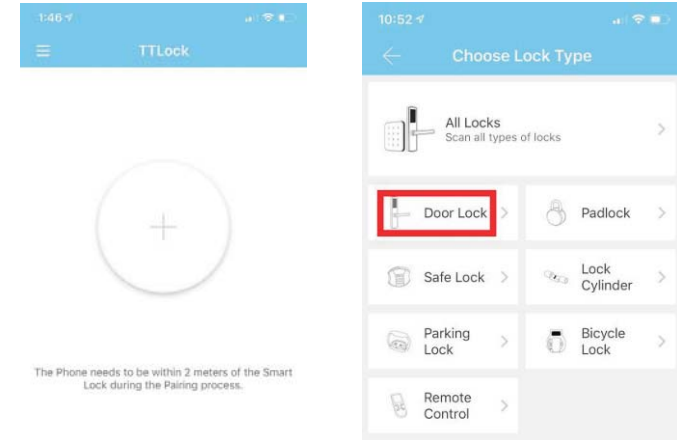 1:46
TTLock
The Phone needs to be within 2 meters of the Smart
Lock during the Pairing process.
10:52
Choose Lock Type
All Locks
Scan all types of locks
Door Lock
Padlock
Safe Lock
Lock
Cylinder
Parking
Lock
Bicycle
Lock
Remote
Control